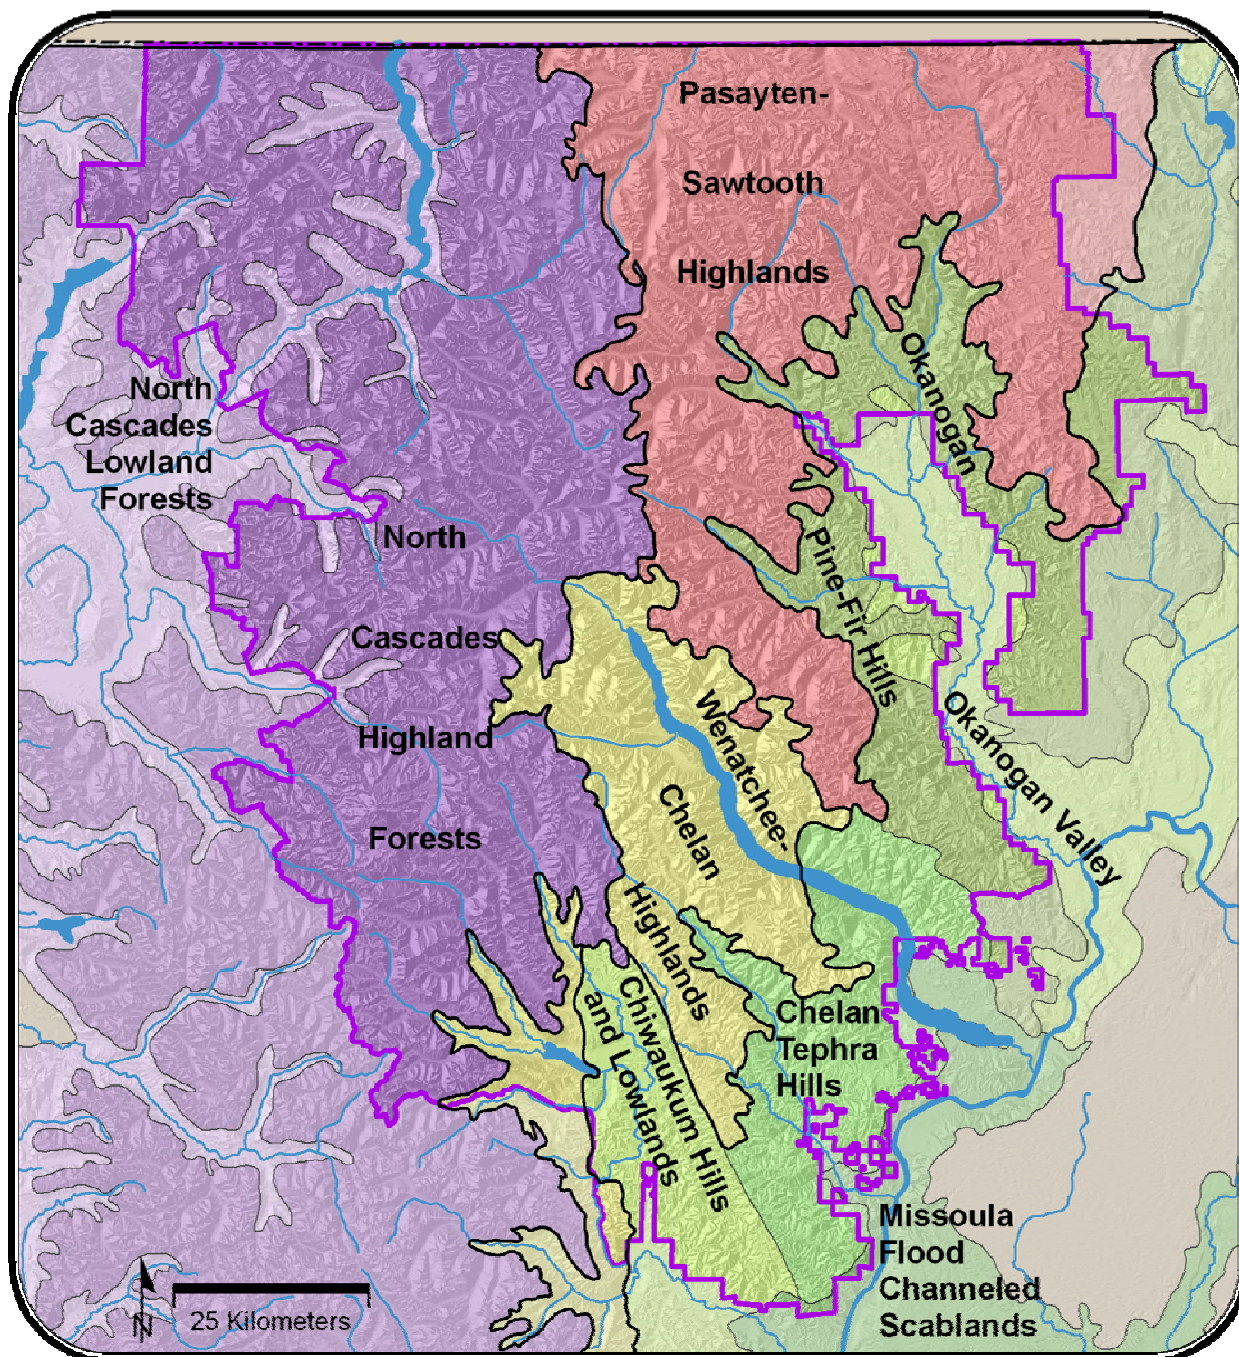 Pasayten-
Sawtooth
Highlands
Okanogan
Pine-Fir Hills
North
Cascades
Lowland
Forests
North
Cascades
Highland
Forests
Wenatchee-
Chelan
Highlands
Okanogan Valley
Chiwaukum Hills
and Lowlands
Chelan
Tephra
Hills
Missoula
Flood
Channeled
Scablands
N
25 Kilometers